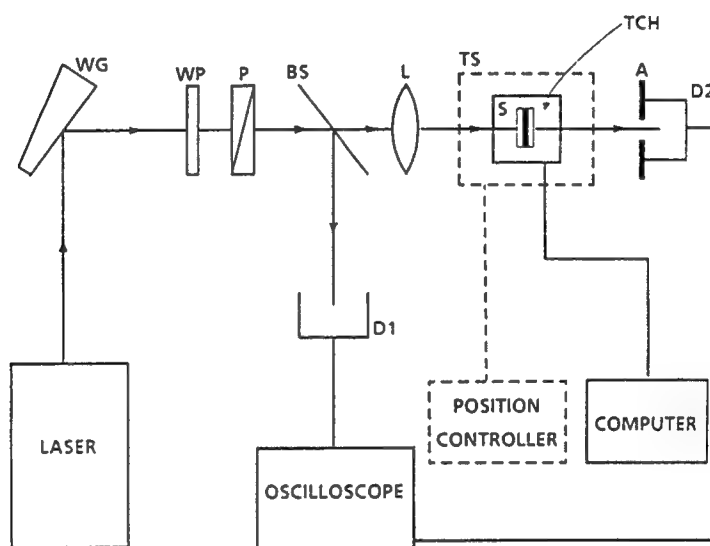 TCH
WG
WP
P
BS
L
TS
A
D2
S
D1
LASER
OSCILLOSCOPE
POSITION
CONTROLLER
COMPUTER